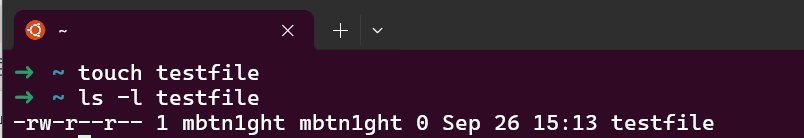 ~
→ ~ touch testfile
→ ~ ls -l testfile
-rw-r--r-- 1 mbtn1ght mbtn1ght 0 Sep 26 15:13 testfile